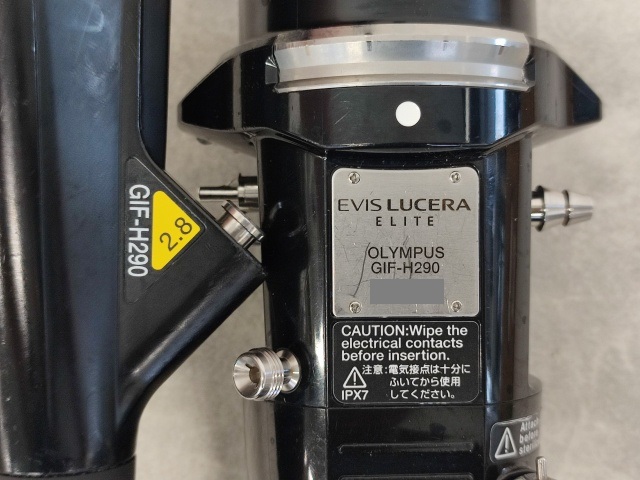 GIF-H290
2.8
EVIS LUCERA
ELITE
OLYMPUS
GIF-H290
CAUTION:Wipe the
electrical contacts
before insertion.
注意:電気接点は十分に
ふいてから使用
してください。
IPX7
Attach
before